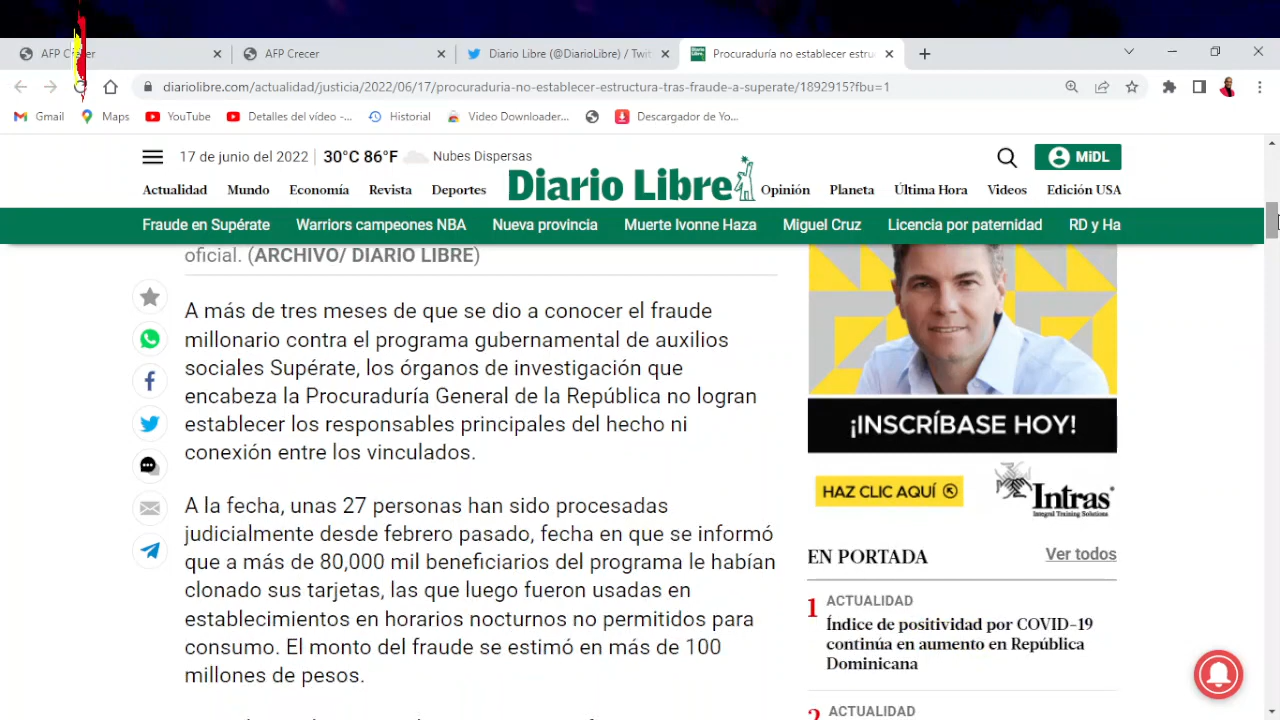 AFP Crecer
AFP Crecer
Diario Libre (@DiarioLibre) / Twit
Procuraduría no establecer estru
diariolibre.com/actualidad/justicia/2022/06/17/procuraduria-no-establecer-estructura-tras-fraude-a-superate/1892915?fbu=1
Gmail
Maps
YouTube
Detalles del vídeo -...
Historial
Video Downloader...
Descargador de Yo...
17 de junio del 2022
30°C 86°F
Nubes Dispersas
MiDL
Actualidad
Mundo
Economía
Revista
Deportes
Diario Libre
Opinión
Planeta
Última Hora
Videos
Edición USA
Fraude en Supérate
Warriors campeones NBA
Nueva provincia
Muerte Ivonne Haza
Miguel Cruz
Licencia por paternidad
RD y Ha
oficial. (ARCHIVO/ DIARIO LIBRE)
A más de tres meses de que se dio a conocer el fraude
millonario contra el programa gubernamental de auxilios
sociales Supérate, los órganos de investigación que
encabeza la Procuraduría General de la República no logran
establecer los responsables principales del hecho ni
conexión entre los vinculados.
A la fecha, unas 27 personas han sido procesadas
judicialmente desde febrero pasado, fecha en que se informó
que a más de 80,000 mil beneficiarios del programa le habían
clonado sus tarjetas, las que luego fueron usadas en
establecimientos en horarios nocturnos no permitidos para
consumo. El monto del fraude se estimó en más de 100
millones de pesos.
¡INSCRÍBASE HOY!
HAZ CLIC AQUÍ
Intras
Integral Training Solutions
EN PORTADA
Ver todos
1
ACTUALIDAD
Índice de positividad por COVID-19
continúa en aumento en República
Dominicana
2
ACTUALIDAD